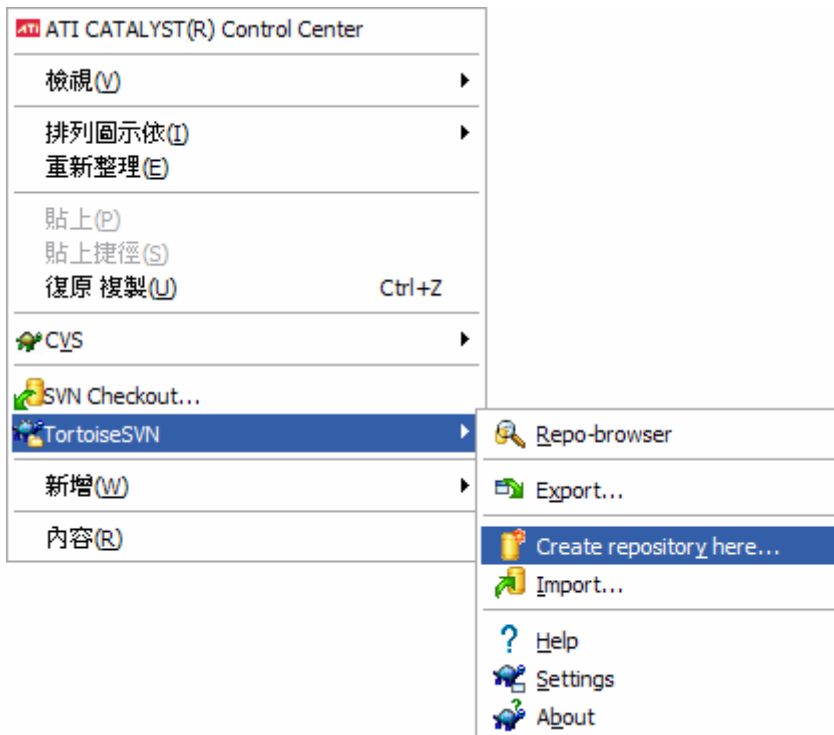 ATI CATALYST(R) Control Center
檢視(V)
排列圖示依(I)
重新整理(E)
貼上(P)
貼上捷徑(S)
復原 複製(U) Ctrl+Z
CVS
SVN Checkout...
TortoiseSVN
新增(W)
內容(R)
Repo-browser
Export...
Create repository here...
Import...
Help
Settings
About